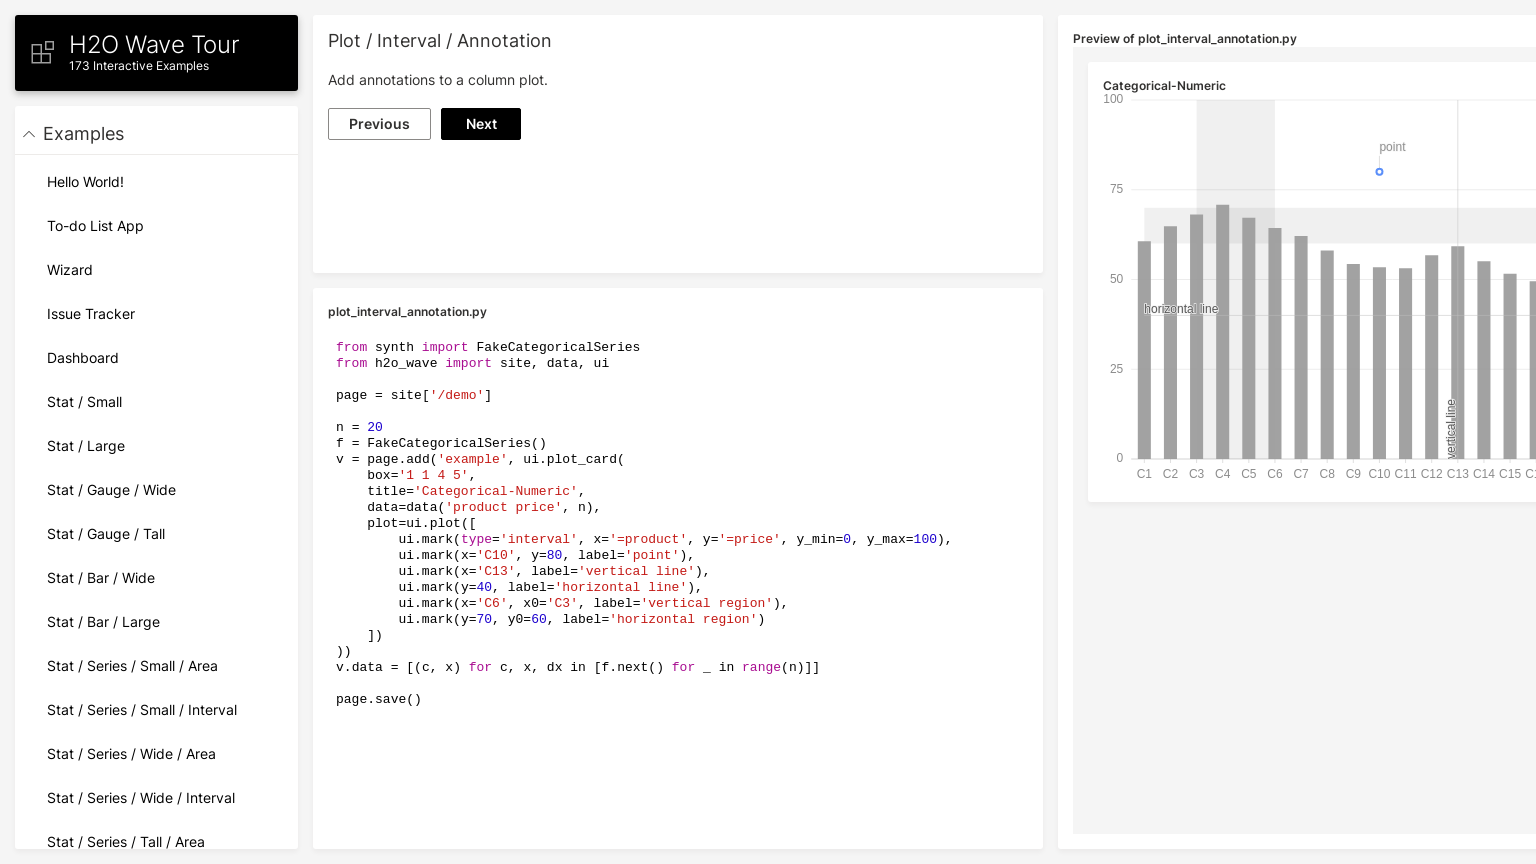 H2O Wave Tour
173 Interactive Examples
Examples
Hello World!
To-do List App
Wizard
Issue Tracker
Dashboard
Stat / Small
Stat / Large
Stat / Gauge / Wide
Stat / Gauge / Tall
Stat / Bar / Wide
Stat / Bar / Large
Stat / Series / Small / Area
Stat / Series / Small / Interval
Stat / Series / Wide / Area
Stat / Series / Wide / Interval
Stat / Series / Tall / Area
Plot / Interval / Annotation
Add annotations to a column plot.
Previous Next
plot_interval_annotation.py
from synth import FakeCategoricalSeries
from h2o_wave import site, data, ui
page = site['/demo']
n = 20
f = FakeCategoricalSeries()
v = page.add('example', ui.plot_card(
box='1 1 4 5',
title='Categorical-Numeric',
data=data('product price', n),
plot=ui.plot([
ui.mark(type='interval', x='=product', y='=price', y_min=0, y_max=100),
ui.mark(x='C10', y=80, label='point'),
ui.mark(x='C13', label='vertical line'),
ui.mark(y=40, label='horizontal line'),
ui.mark(x='C6', x0='C3', label='vertical region'),
ui.mark(y=70, y0=60, label='horizontal region')
])
))
v.data = [(c, x) for c, x, dx in [f.next() for _ in range(n)]]
page.save()
Preview of plot_interval_annotation.py
Categorical-Numeric
100
point
75
50
horizontal line
25
vertical line
0
C1 C2 C3 C4 C5 C6 C7 C8 C9 C10 C11 C12 C13 C14 C15